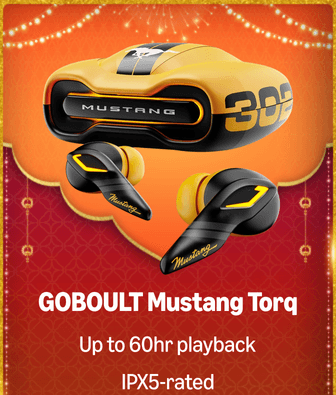 MUSTANG
302
Mustang
Mustang
GOBOULT Mustang Torq
Up to 60hr playback
IPX5-rated